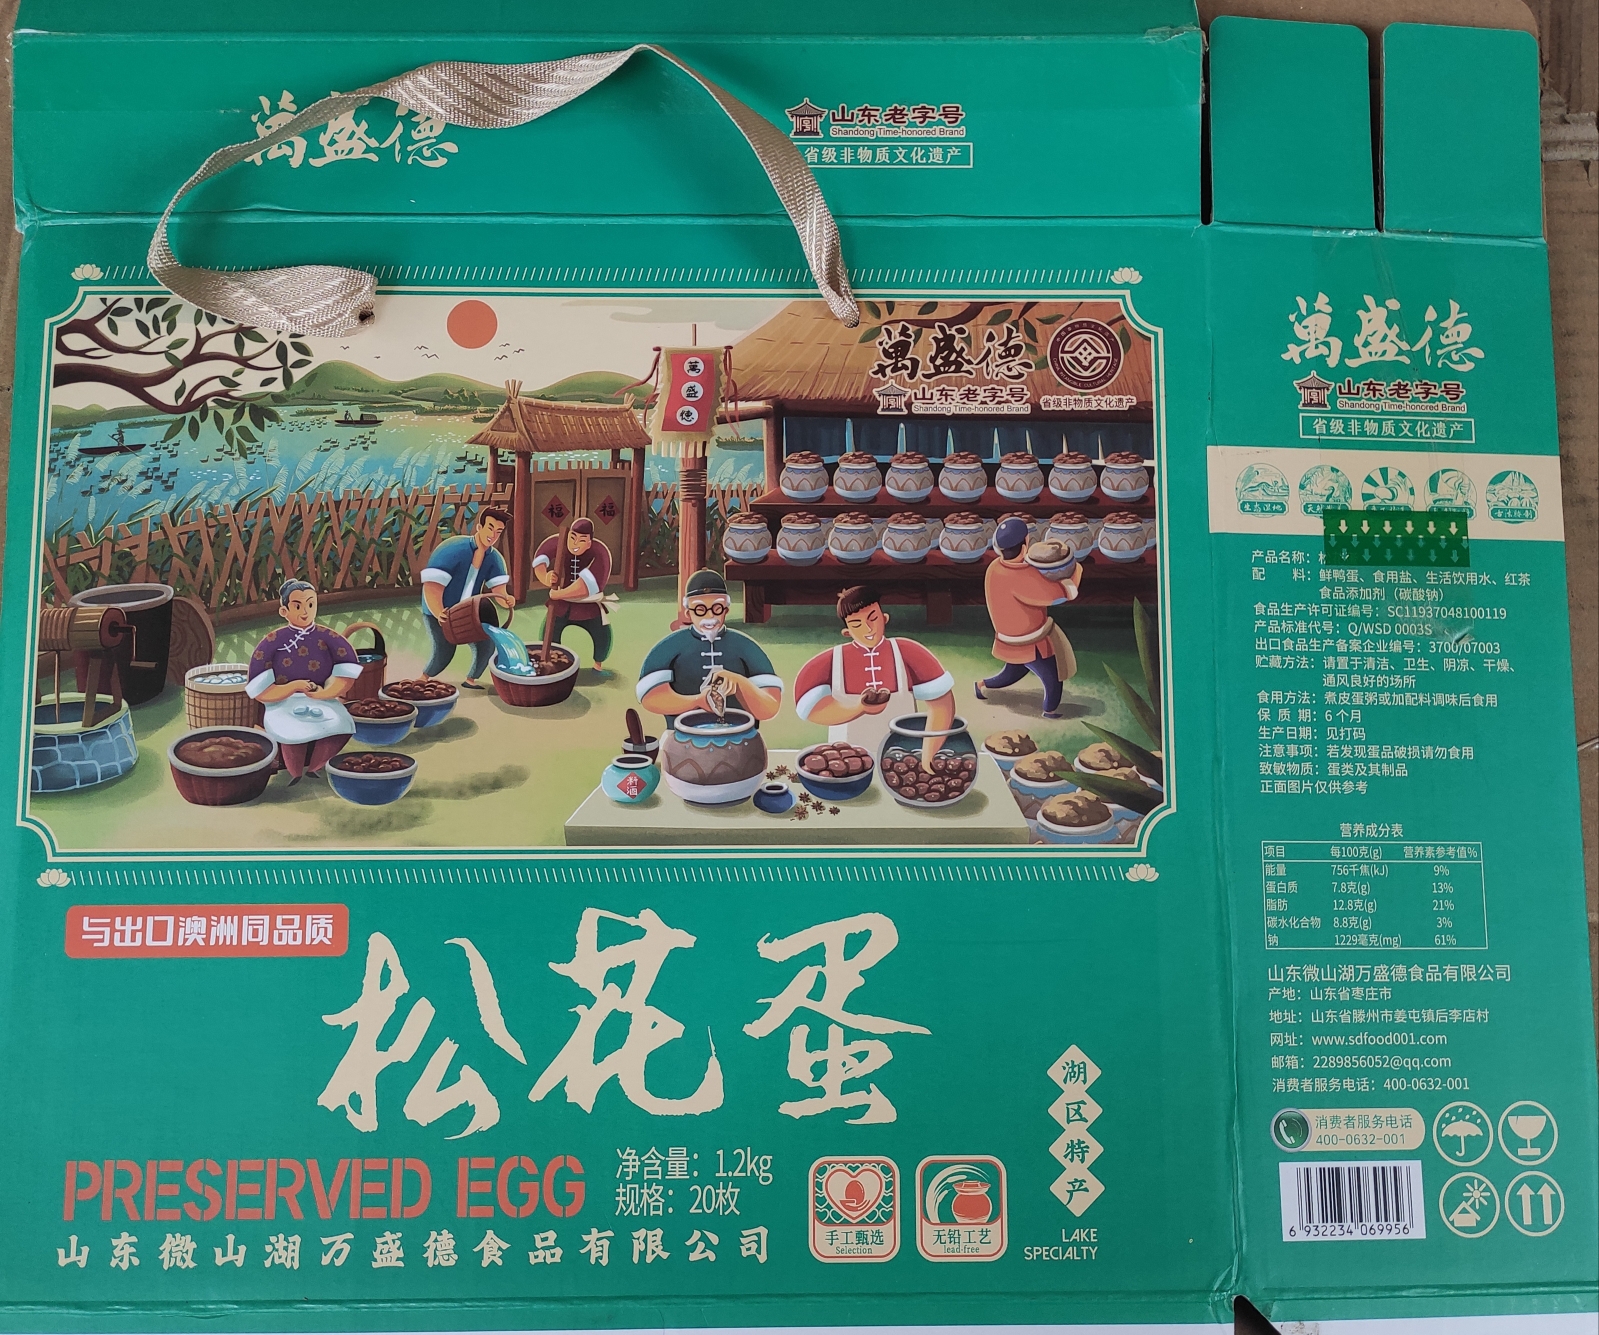 萬盛德
山东老字号
Shandong Time-honored Brand
省级非物质文化遗产
萬盛德
山东老字号
Shandong Time-honored Brand
省级非物质文化遗产
萬
盛
德
福
福
料酒
与出口澳洲同品质
松花蛋
PRESERVED EGG
净含量：1.2kg
规格：20枚
山东微山湖万盛德食品有限公司
手工甄选
Selection
无铅工艺
lead-free
湖
区
特
产
LAKE
SPECIALTY
萬盛德
山东老字号
Shandong Time-honored Brand
省级非物质文化遗产
生态湿地
古法腌制
产品名称：
配 料：鲜鸭蛋、食用盐、生活饮用水、红茶
食品添加剂（碳酸钠）
食品生产许可证编号：SC11937048100119
产品标准代号：Q/WSD 0003S
出口食品生产备案企业编号：3700/07003
贮藏方法：请置于清洁、卫生、阴凉、干燥、
通风良好的场所
食用方法：煮皮蛋粥或加配料调味后食用
保 质 期：6个月
生产日期：见打码
注意事项：若发现蛋品破损请勿食用
致敏物质：蛋类及其制品
正面图片仅供参考
营养成分表
项目 每100克(g) 营养素参考值%
能量 756千焦(kJ) 9%
蛋白质 7.8克(g) 13%
脂肪 12.8克(g) 21%
碳水化合物 8.8克(g) 3%
钠 1229毫克(mg) 61%
山东微山湖万盛德食品有限公司
产地：山东省枣庄市
地址：山东省滕州市姜屯镇后李店村
网址：www.sdfood001.com
邮箱：2289856052@qq.com
消费者服务电话：400-0632-001
消费者服务电话
400-0632-001
6 932234 069956